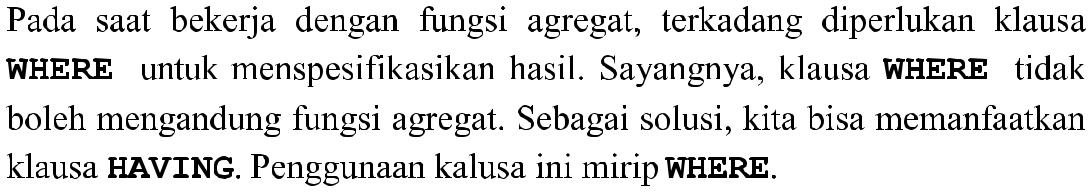 Pada saat bekerja dengan fungsi agregat, terkadang diperlukan klausa
WHERE untuk menspesifikasikan hasil. Sayangnya, klausa WHERE tidak
boleh mengandung fungsi agregat. Sebagai solusi, kita bisa memanfaatkan
klausa HAVING. Penggunaan kalusa ini mirip WHERE.